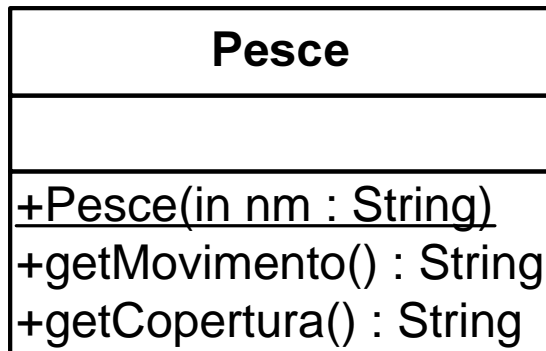 Pesce
+Pesce(in nm : String)
+getMovimento() : String
+getCopertura() : String